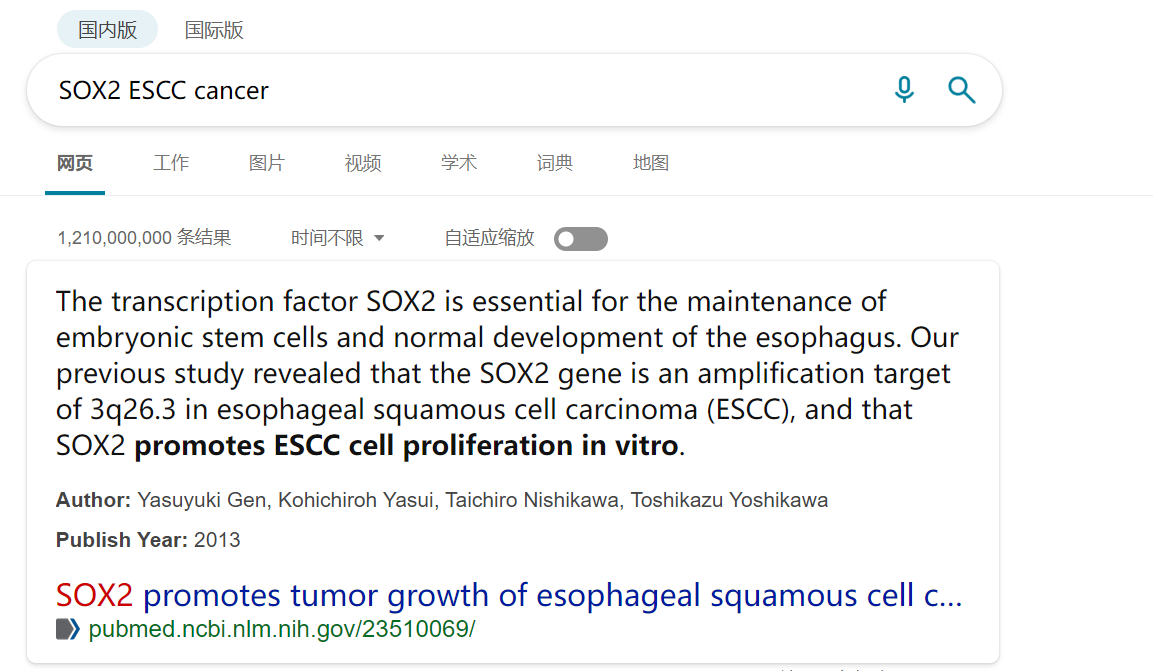 国内版 国际版
SOX2 ESCC cancer
网页 工作 图片 视频 学术 词典 地图
1,210,000,000 条结果 时间不限 自适应缩放
The transcription factor SOX2 is essential for the maintenance of
embryonic stem cells and normal development of the esophagus. Our
previous study revealed that the SOX2 gene is an amplification target
of 3q26.3 in esophageal squamous cell carcinoma (ESCC), and that
SOX2 promotes ESCC cell proliferation in vitro.
Author: Yasuyuki Gen, Kohichiroh Yasui, Taichiro Nishikawa, Toshikazu Yoshikawa
Publish Year: 2013
SOX2 promotes tumor growth of esophageal squamous cell c...
pubmed.ncbi.nlm.nih.gov/23510069/